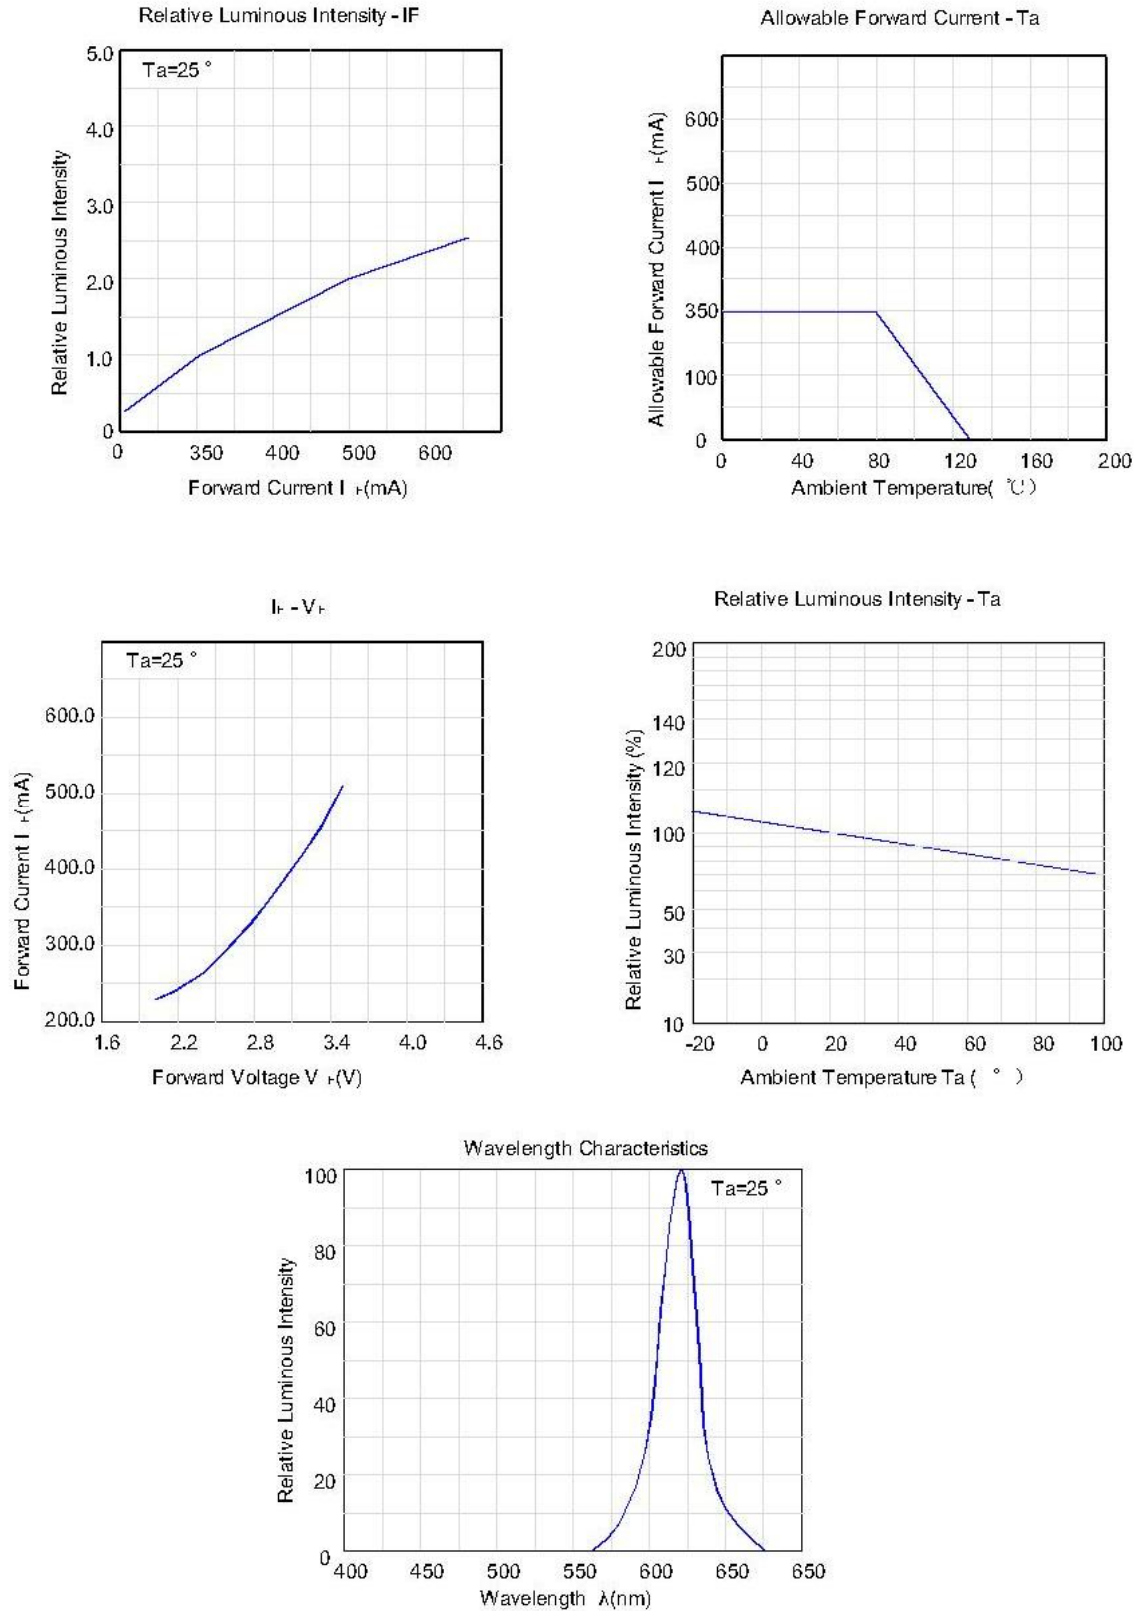 Relative Luminous Intensity - IF
Ta=25 °
5.0
4.0
3.0
2.0
1.0
0
Relative Luminous Intensity
0 350 400 500 600
Forward Current I F(mA)
Allowable Forward Current - Ta
600
500
400
350
100
0
Allowable Forward Current I F(mA)
0 40 80 120 160 200
Ambient Temperature( ℃)
IF - VF
Ta=25 °
600.0
500.0
400.0
300.0
200.0
Forward Current I F(mA)
1.6 2.2 2.8 3.4 4.0 4.6
Forward Voltage V F(V)
Relative Luminous Intensity - Ta
200
140
120
100
50
30
10
Relative Luminous Intensity (%)
-20 0 20 40 60 80 100
Ambient Temperature Ta ( ° )
Wavelength Characteristics
Ta=25 °
100
80
60
40
20
0
Relative Luminous Intensity
400 450 500 550 600 650 650
Wavelength λ(nm)